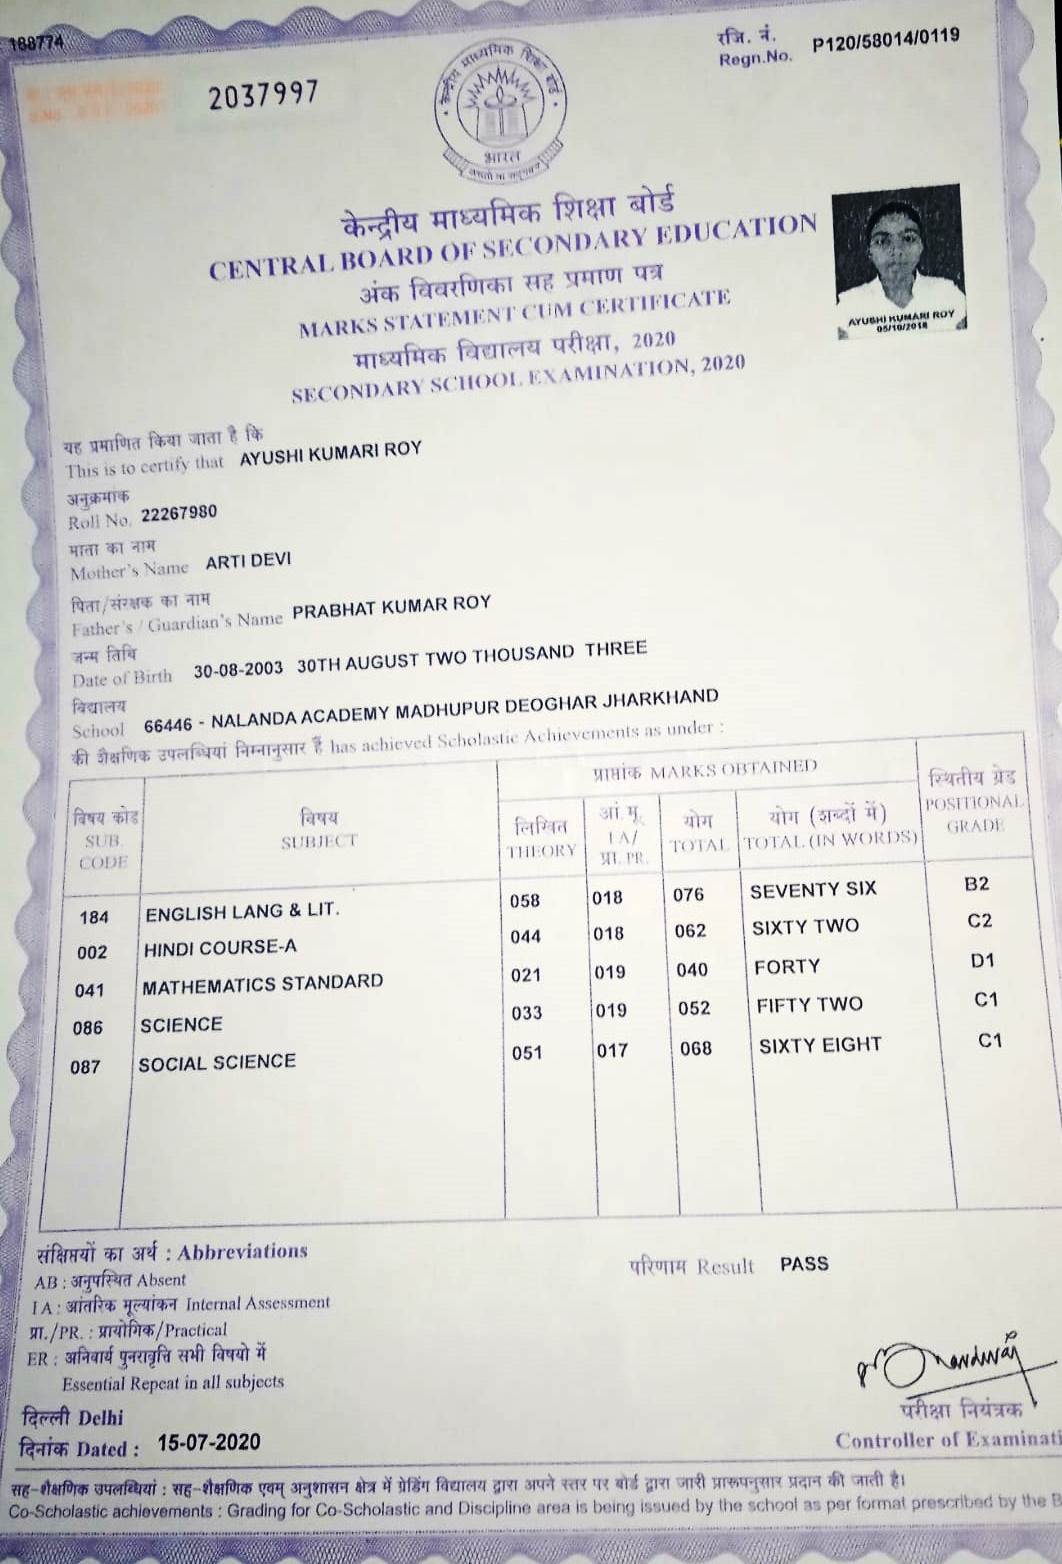 188774
2037997
रजि. नं.
Regn.No. P120/58014/0119
केन्द्रीय माध्यमिक शिक्षा बोर्ड
भारत
केन्द्रीय माध्यमिक शिक्षा बोर्ड
CENTRAL BOARD OF SECONDARY EDUCATION
अंक विवरणिका सह प्रमाण पत्र
MARKS STATEMENT CUM CERTIFICATE
माध्यमिक विद्यालय परीक्षा, 2020
SECONDARY SCHOOL EXAMINATION, 2020
AYUSHI KUMARI ROY
05/10/2018
यह प्रमाणित किया जाता है कि
This is to certify that AYUSHI KUMARI ROY
अनुक्रमांक
Roll No. 22267980
माता का नाम
Mother's Name ARTI DEVI
पिता/संरक्षक का नाम
Father's / Guardian's Name PRABHAT KUMAR ROY
जन्म तिथि
Date of Birth 30-08-2003 30TH AUGUST TWO THOUSAND THREE
विद्यालय
School 66446 - NALANDA ACADEMY MADHUPUR DEOGHAR JHARKHAND
की शैक्षणिक उपलब्धियां निम्नानुसार हैं has achieved Scholastic Achievements as under :
विषय कोड
SUB.
CODE
विषय
SUBJECT
प्राप्तांक MARKS OBTAINED
लिखित
THEORY
आं.मू.
I A/
प्रा. PR.
योग
TOTAL
योग (शब्दों में)
TOTAL (IN WORDS)
स्थितीय ग्रेड
POSITIONAL
GRADE
184 ENGLISH LANG & LIT. 058 018 076 SEVENTY SIX B2
002 HINDI COURSE-A 044 018 062 SIXTY TWO C2
041 MATHEMATICS STANDARD 021 019 040 FORTY D1
086 SCIENCE 033 019 052 FIFTY TWO C1
087 SOCIAL SCIENCE 051 017 068 SIXTY EIGHT C1
संक्षिप्तियों का अर्थ : Abbreviations
AB : अनुपस्थित Absent
I A : आंतरिक मूल्यांकन Internal Assessment
प्रा./PR. : प्रायोगिक/Practical
ER : अनिवार्य पुनरावृत्ति सभी विषयो में
Essential Repeat in all subjects
परिणाम Result PASS
दिल्ली Delhi
दिनांक Dated : 15-07-2020
परीक्षा नियंत्रक
Controller of Examinati
सह-शैक्षणिक उपलब्धियां : सह-शैक्षणिक एवम् अनुशासन क्षेत्र में ग्रेडिंग विद्यालय द्वारा अपने स्तर पर बोर्ड द्वारा जारी प्रारूपनुसार प्रदान की जाती है।
Co-Scholastic achievements : Grading for Co-Scholastic and Discipline area is being issued by the school as per format prescribed by the B